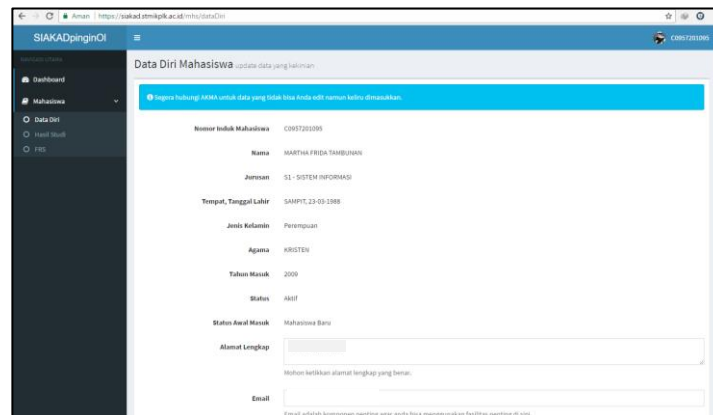 Aman https://siakad.stmikplk.ac.id/mhs/dataDiri
SIAKADpinginOl
C0957201095
Data Diri Mahasiswa update data yang kekinian
Dashboard
Segera hubungi AKMA untuk data yang tidak bisa Anda edit namun keliru dimasukkan.
Mahasiswa
Data Diri
Hasil Studi
FRS
Nomor Induk Mahasiswa C0957201095
Nama MARTHA FRIDA TAMBUNAN
Jurusan S1 - SISTEM INFORMASI
Tempat, Tanggal Lahir SAMPIT, 23-03-1988
Jenis Kelamin Perempuan
Agama KRISTEN
Tahun Masuk 2009
Status Aktif
Status Awal Masuk Mahasiswa Baru
Alamat Lengkap
Mohon ketikkan alamat lengkap yang benar.
Email
Email adalah komponen penting agar anda bisa menggunakan fasilitas penting di sini.